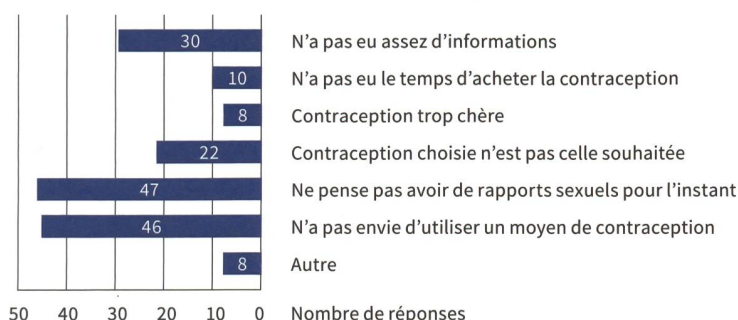 30 N’a pas eu assez d’informations
10 N’a pas eu le temps d’acheter la contraception
8 Contraception trop chère
22 Contraception choisie n’est pas celle souhaitée
47 Ne pense pas avoir de rapports sexuels pour l’instant
46 N’a pas envie d’utiliser un moyen de contraception
8 Autre
50 40 30 20 10 0 Nombre de réponses